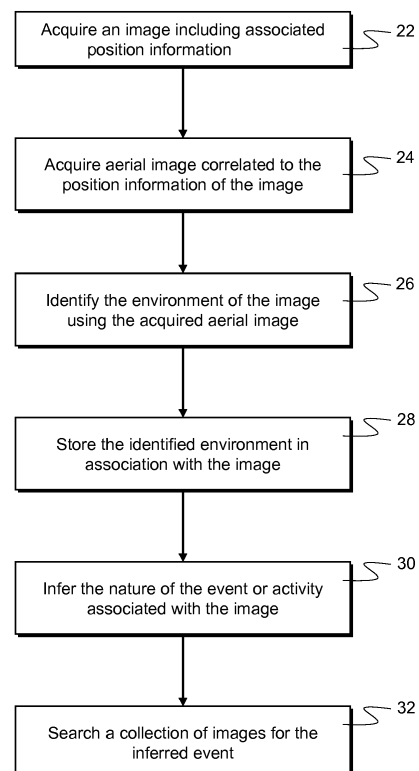 Acquire an image including associated
position information
22
Acquire aerial image correlated to the
position information of the image
24
Identify the environment of the image
using the acquired aerial image
26
Store the identified environment in
association with the image
28
Infer the nature of the event or activity
associated with the image
30
Search a collection of images for the
inferred event
32